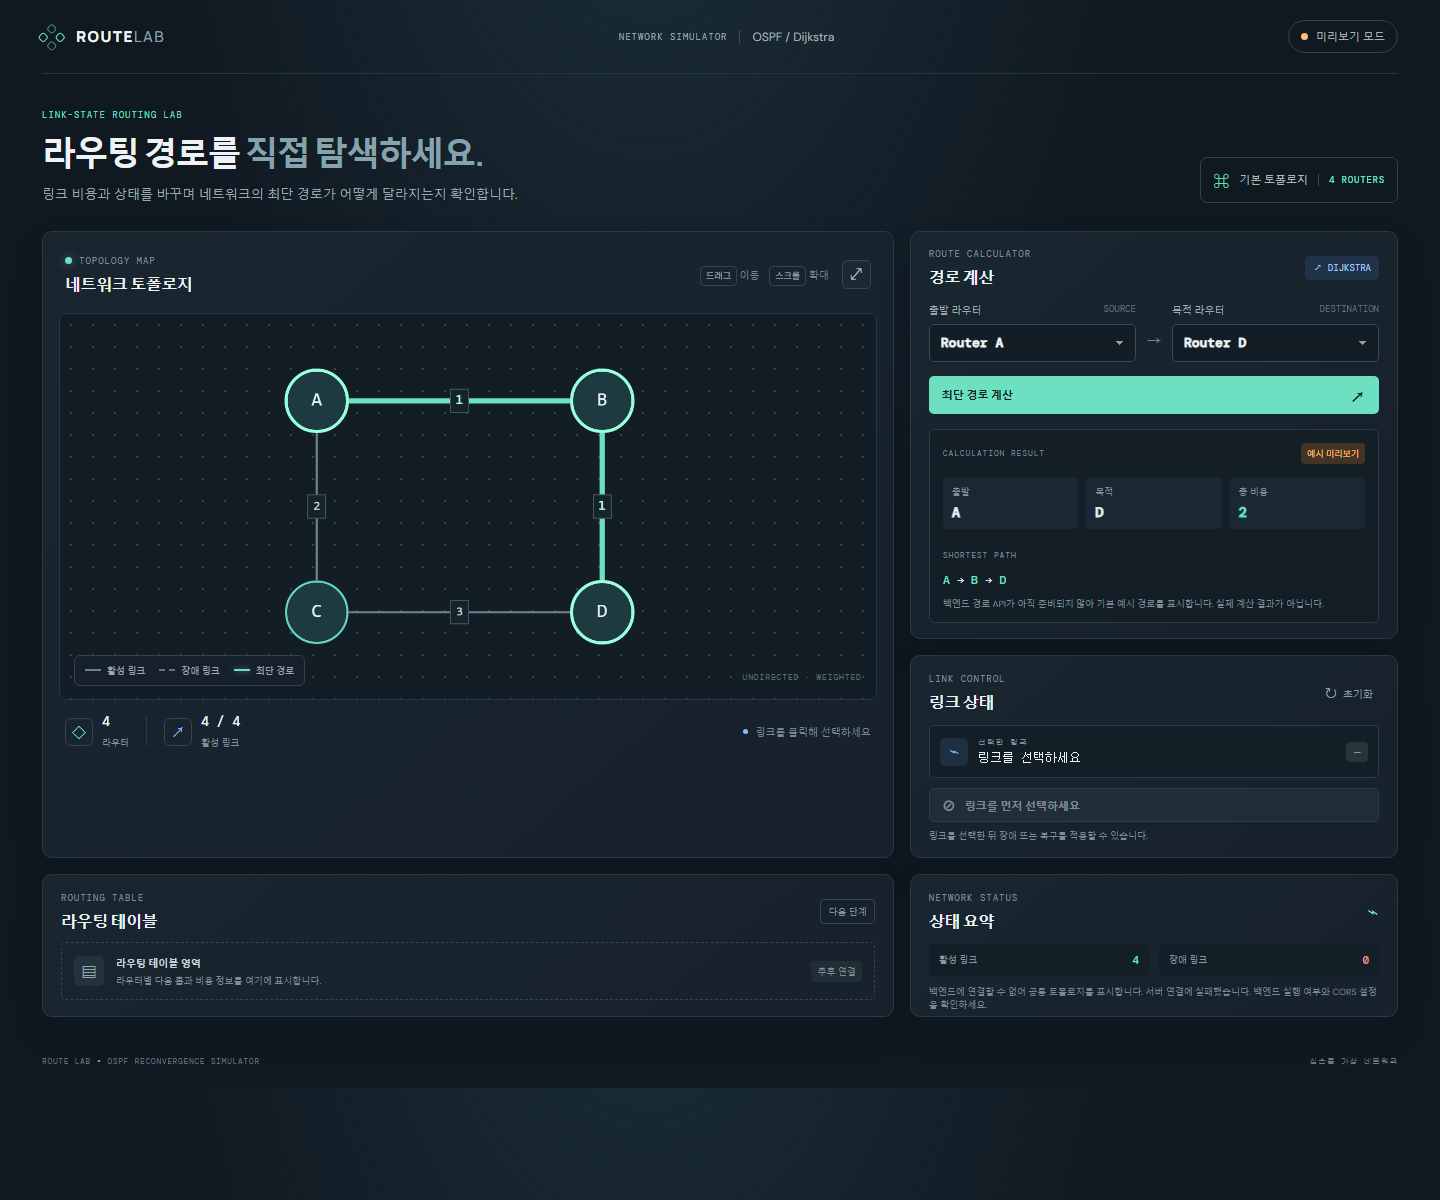 ROUTELAB
NETWORK SIMULATOR
OSPF / Dijkstra
미리보기 모드
LINK-STATE ROUTING LAB
라우팅 경로를 직접 탐색하세요.
링크 비용과 상태를 바꾸며 네트워크의 최단 경로가 어떻게 달라지는지 확인합니다.
기본 토폴로지
4 ROUTERS
TOPOLOGY MAP
네트워크 토폴로지
드래그 이동
스크롤 확대
A
1
B
2
1
C
3
D
활성 링크
장애 링크
최단 경로
UNDIRECTED · WEIGHTED
4
라우터
4 / 4
활성 링크
링크를 클릭해 선택하세요
ROUTE CALCULATOR
경로 계산
DIJKSTRA
출발 라우터
SOURCE
목적 라우터
DESTINATION
Router A
→
Router D
최단 경로 계산
CALCULATION RESULT
예시 미리보기
출발
A
목적
D
총 비용
2
SHORTEST PATH
A → B → D
백엔드 경로 API가 아직 준비되지 않아 기본 예시 경로를 표시합니다. 실제 계산 결과가 아닙니다.
LINK CONTROL
링크 상태
초기화
선택한 링크
링크를 선택하세요
—
링크를 먼저 선택하세요
링크를 선택한 뒤 장애 또는 복구를 적용할 수 있습니다.
ROUTING TABLE
라우팅 테이블
다음 단계
라우팅 테이블 영역
라우터별 다음 홉과 비용 정보를 여기에 표시합니다.
추후 연결
NETWORK STATUS
상태 요약
활성 링크
4
장애 링크
0
백엔드에 연결할 수 없어 공통 토폴로지를 표시합니다. 서버 연결에 실패했습니다. 백엔드 실행 여부와 CORS 설정
을 확인하세요.
ROUTE LAB • OSPF RECONVERGENCE SIMULATOR
실습용 가상 네트워크